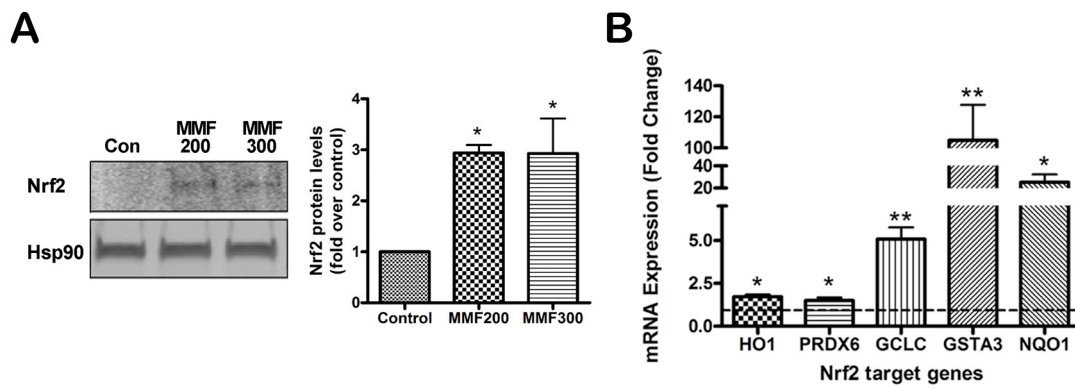 A
B
Con
MMF
200
MMF
300
Nrf2
Hsp90
Nrf2 protein levels
(fold over control)
4
3
2
1
0
*
*
Control
MMF200
MMF300
mRNA Expression (Fold Change)
140
120
100
40
20
5.0
2.5
0.0
*
*
**
**
*
HO1
PRDX6
GCLC
GSTA3
NQO1
Nrf2 target genes